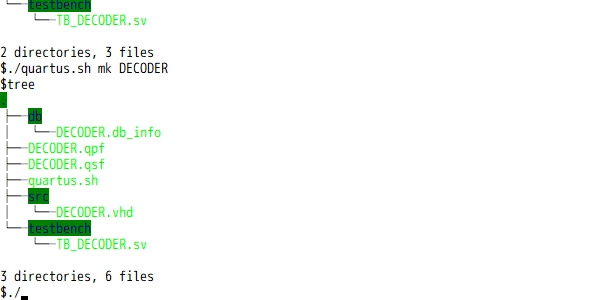 └──testbench
    └──TB_DECODER.sv

2 directories, 3 files
$./quartus.sh mk DECODER
$tree
.
├──db
│   └──DECODER.db_info
├──DECODER.qpf
├──DECODER.qsf
├──quartus.sh
├──src
│   └──DECODER.vhd
└──testbench
    └──TB_DECODER.sv

3 directories, 6 files
$./